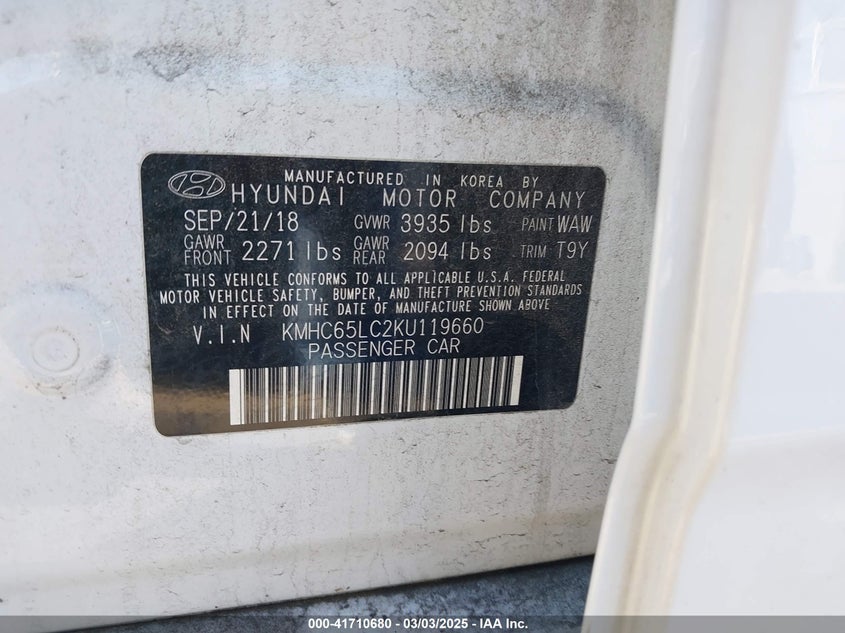 MANUFACTURED IN KOREA BY
HYUNDAI MOTOR COMPANY
SEP/21/18 GVWR 3935 lbs PAINT WAW
GAWR FRONT 2271 lbs GAWR REAR 2094 lbs TRIM T9Y
THIS VEHICLE CONFORMS TO ALL APPLICABLE U.S.A. FEDERAL
MOTOR VEHICLE SAFETY, BUMPER, AND THEFT PREVENTION STANDARDS
IN EFFECT ON THE DATE OF MANUFACTURE SHOWN ABOVE
V.I.N KMHC65LC2KU119660
PASSENGER CAR
000-41710680 - 03/03/2025 - IAA Inc.